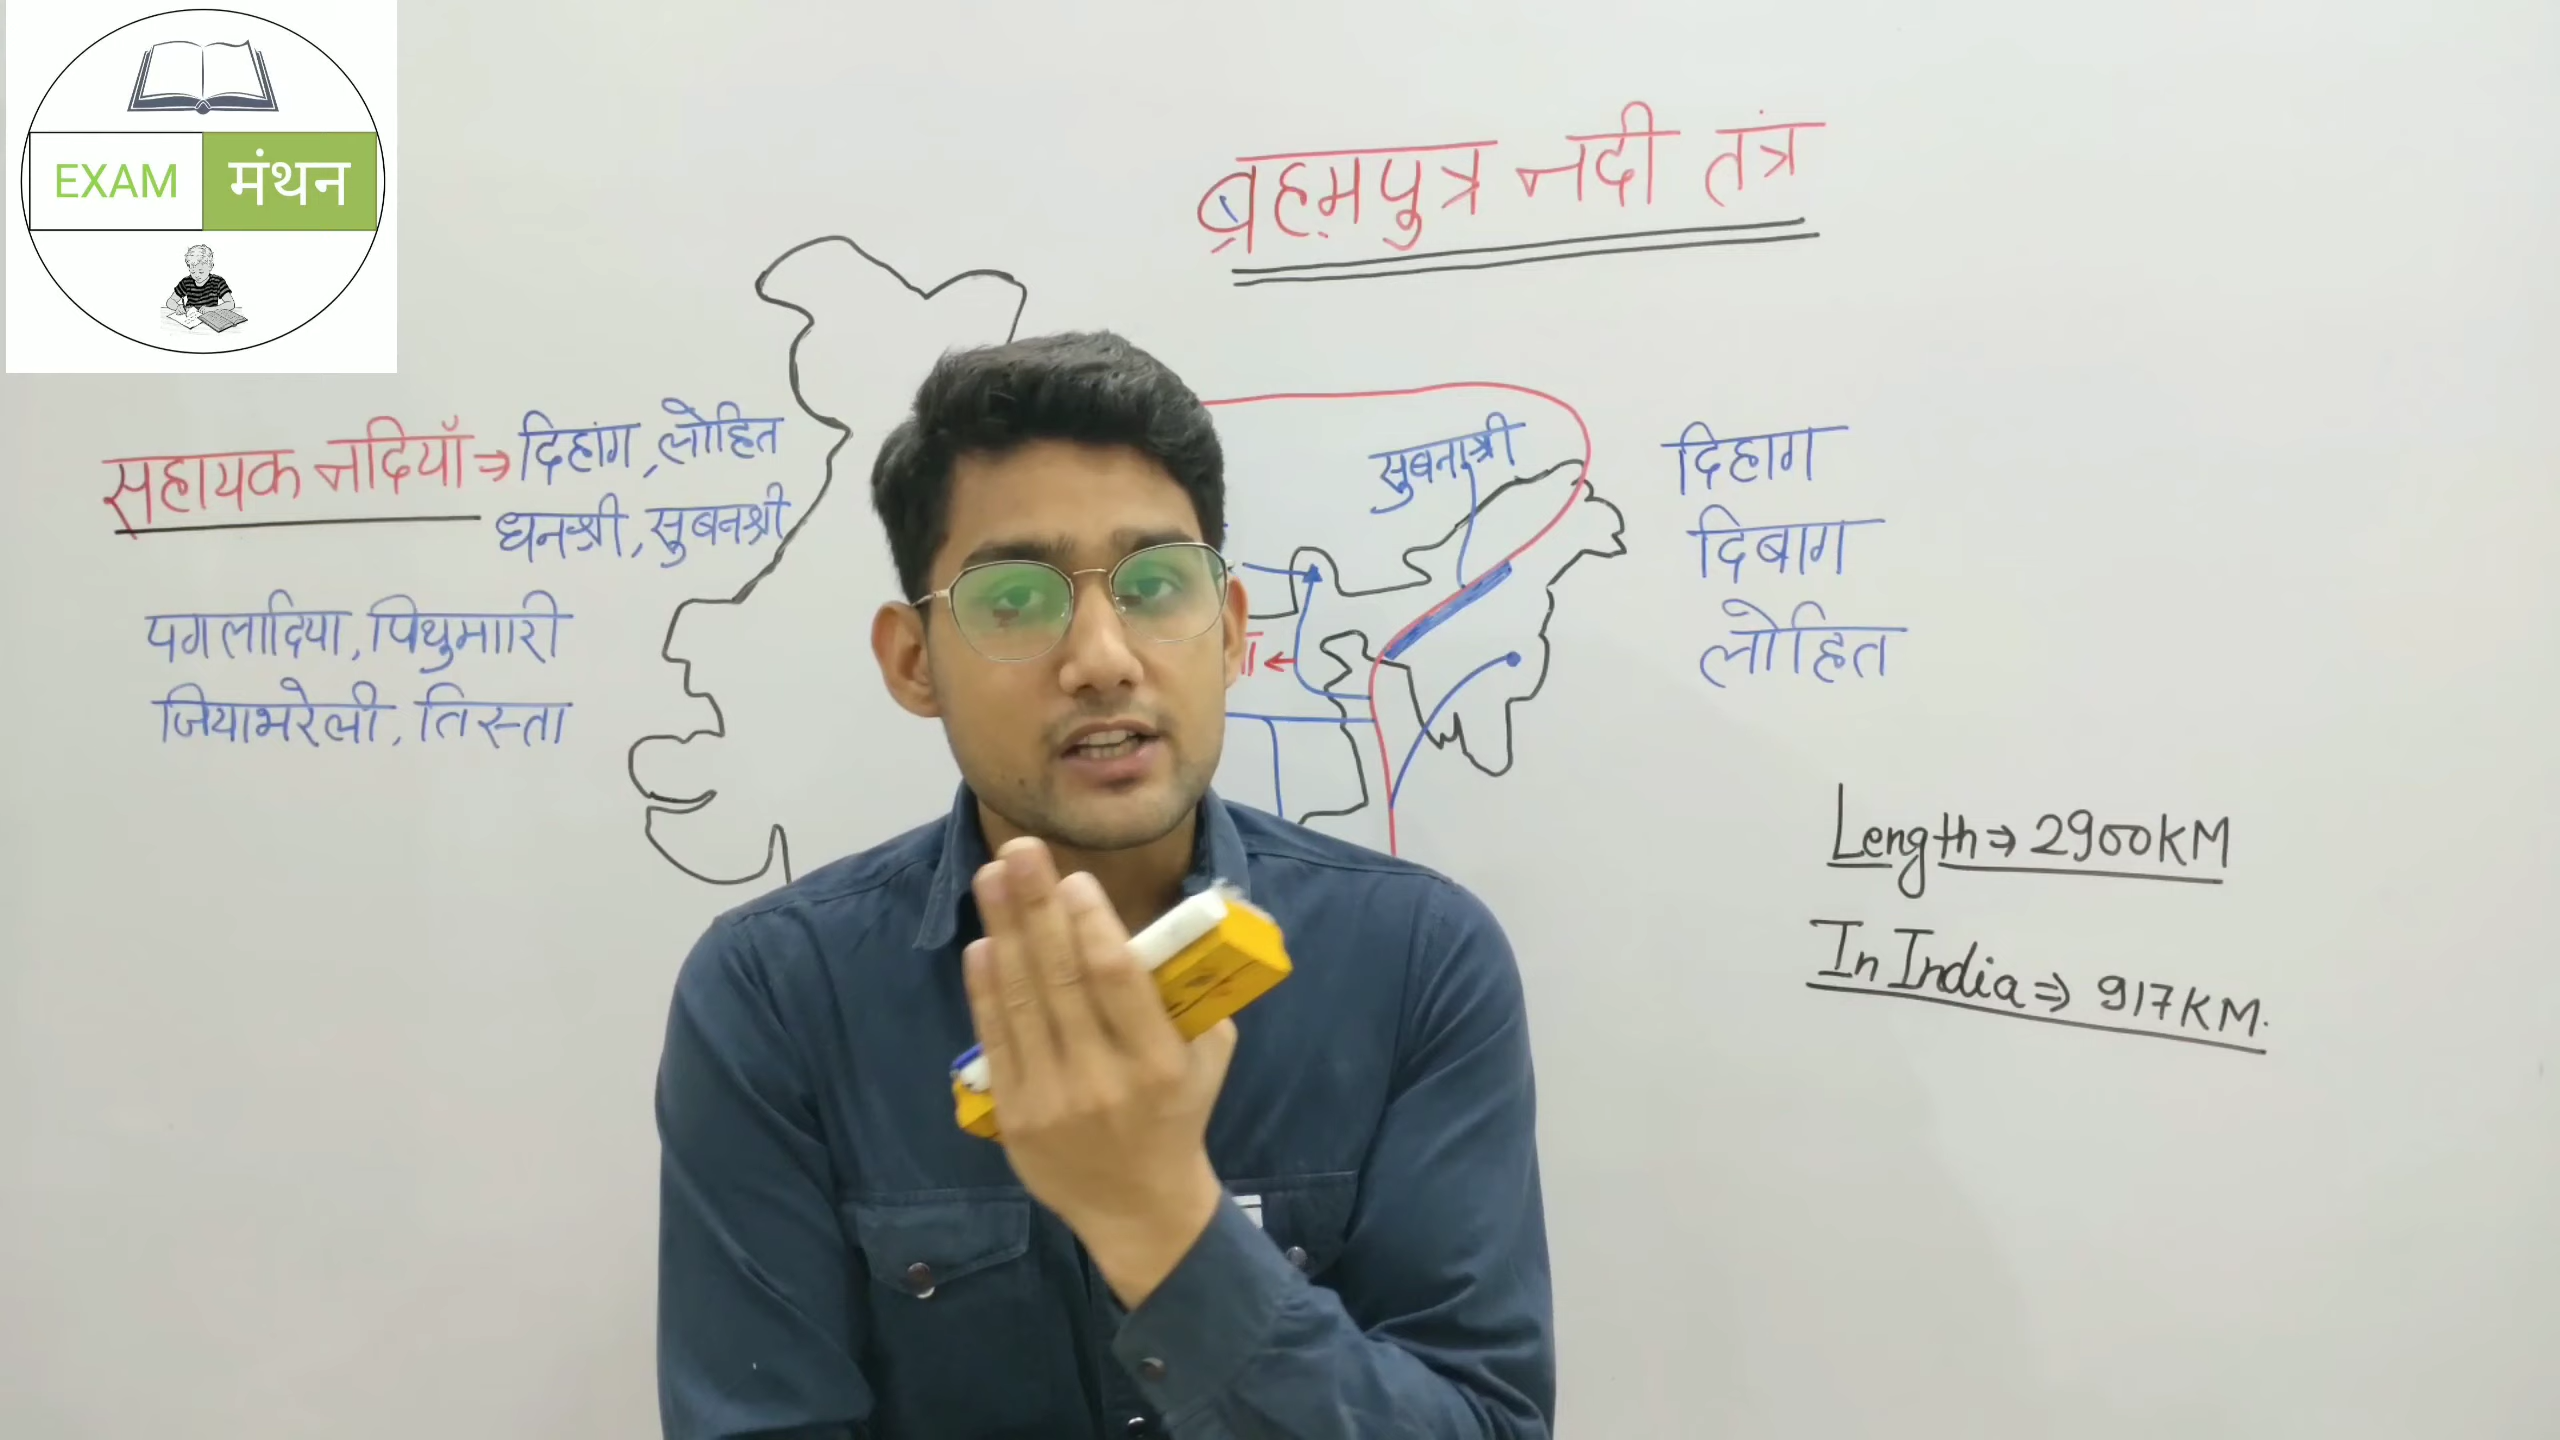 EXAM मंथन
ब्रह्मपुत्र नदी तंत्र
सहायक नदियाँ → दिहांग, लोहित
धनश्री, सुबनश्री
पगलादिया, पिथुमारी
जियाभरेली, तिस्ता
सुबनश्री
दिहाग
दिबाग
लोहित
Length ⇒ 2900KM
In India ⇒ 917KM.